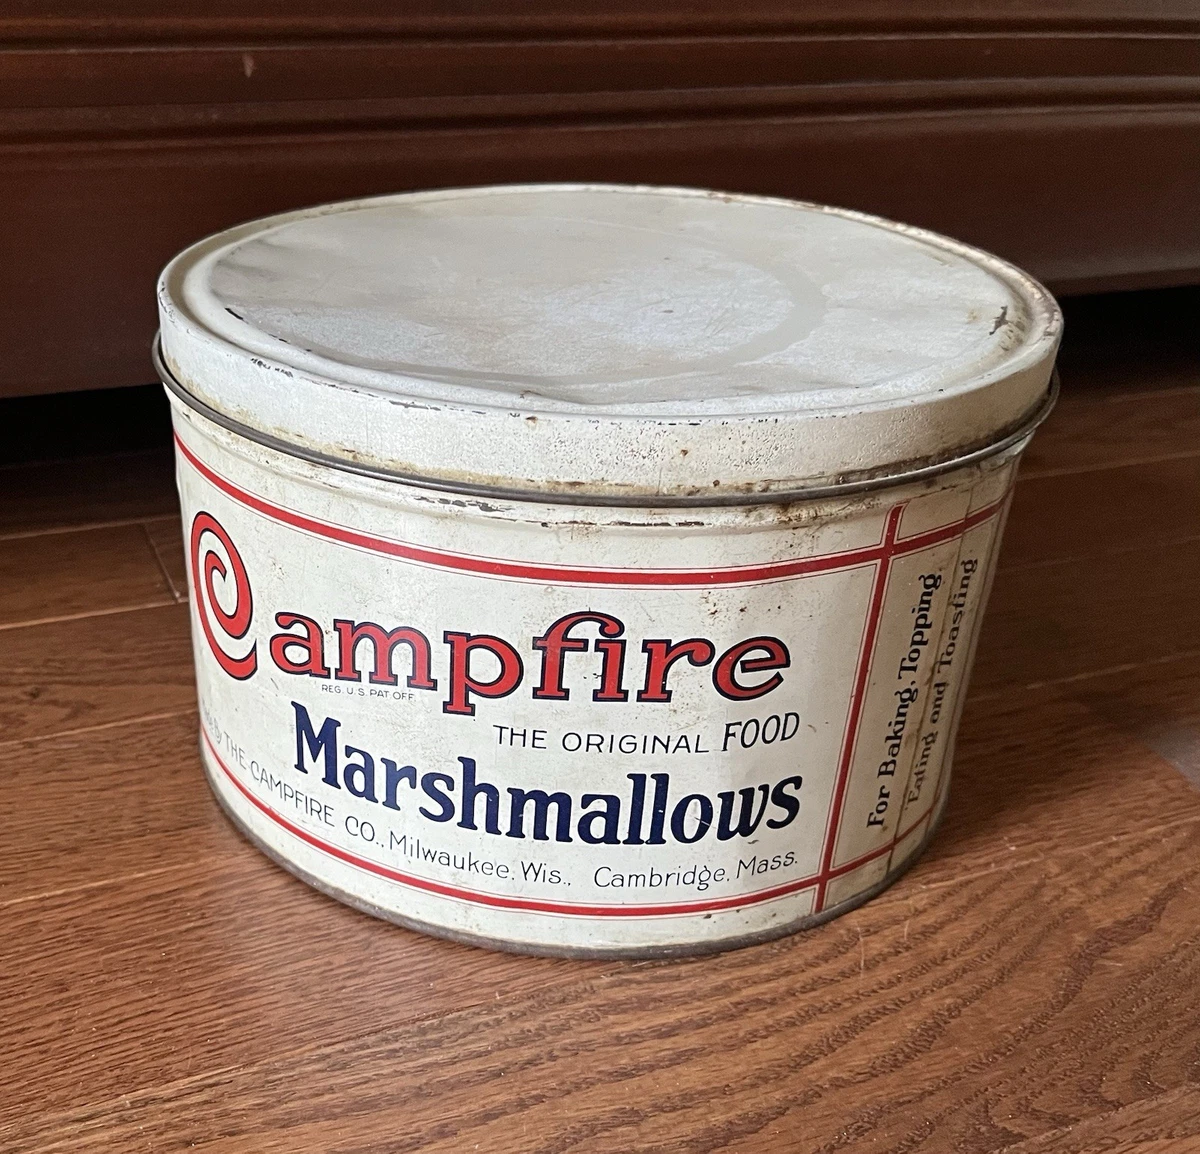 Campfire
REG. U.S. PAT OFF.
THE ORIGINAL FOOD
Marshmallows
by THE CAMPFIRE CO., Milwaukee. Wis., Cambridge, Mass.
For Baking, Topping,
Eating and Toasting